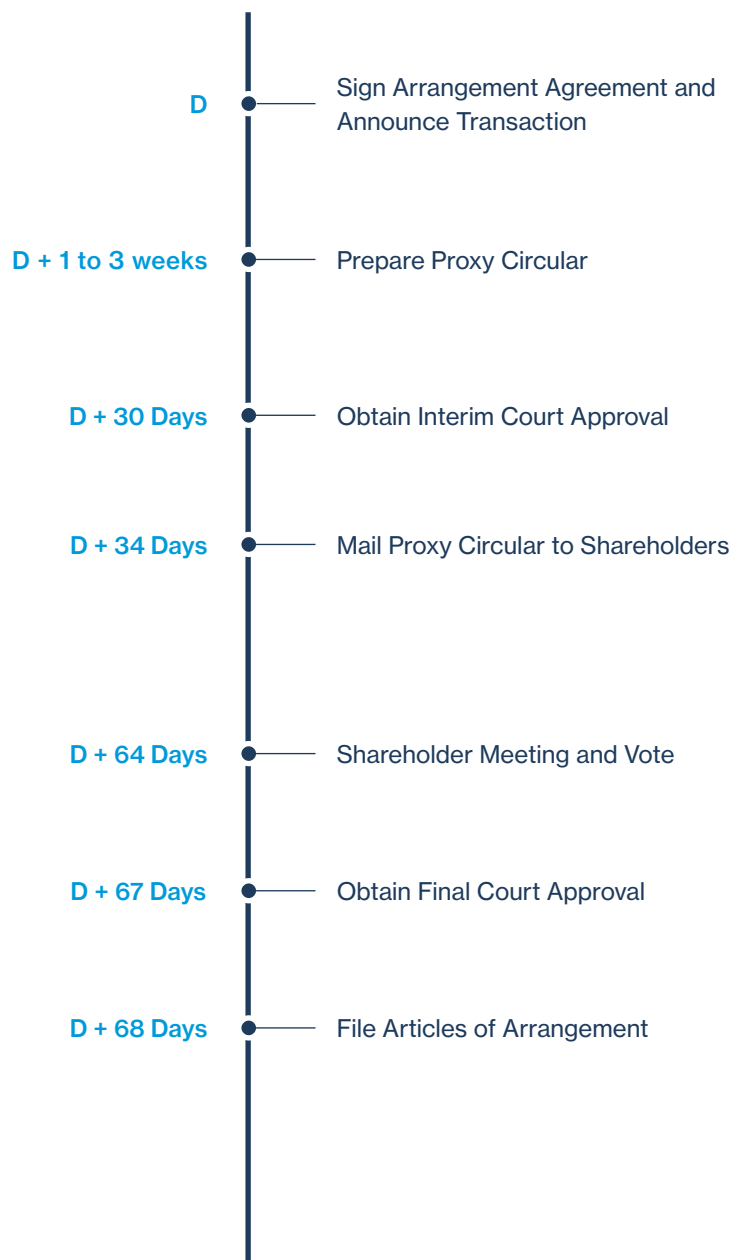 D
Sign Arrangement Agreement and
Announce Transaction
D + 1 to 3 weeks
Prepare Proxy Circular
D + 30 Days
Obtain Interim Court Approval
D + 34 Days
Mail Proxy Circular to Shareholders
D + 64 Days
Shareholder Meeting and Vote
D + 67 Days
Obtain Final Court Approval
D + 68 Days
File Articles of Arrangement